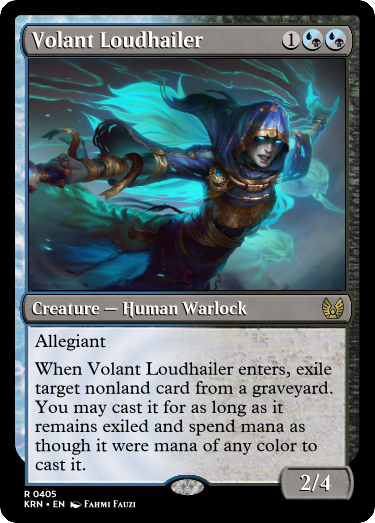 Volant Loudhailer 1
Creature — Human Warlock
Allegiant
When Volant Loudhailer enters, exile
target nonland card from a graveyard.
You may cast it for as long as it
remains exiled and spend mana as
though it were mana of any color to
cast it.
2/4
R 0405
KRN • EN Fahmi Fauzi